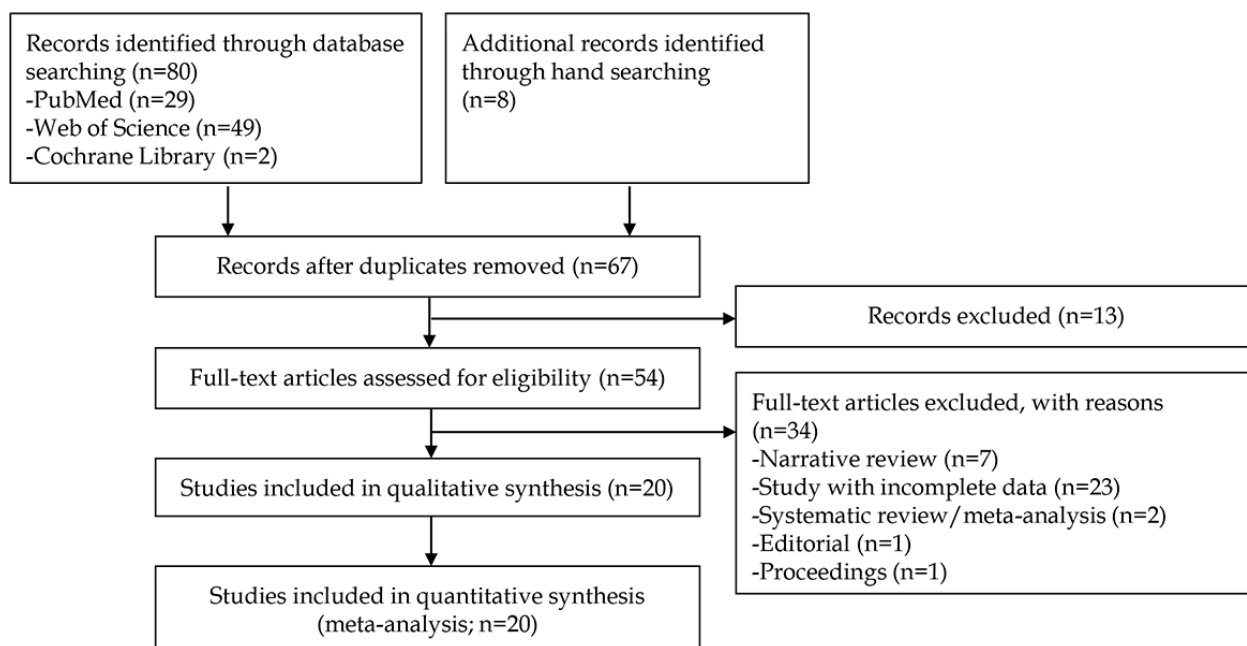 Records identified through database
searching (n=80)
-PubMed (n=29)
-Web of Science (n=49)
-Cochrane Library (n=2)
Additional records identified
through hand searching
(n=8)
Records after duplicates removed (n=67)
Records excluded (n=13)
Full-text articles assessed for eligibility (n=54)
Full-text articles excluded, with reasons
(n=34)
-Narrative review (n=7)
-Study with incomplete data (n=23)
-Systematic review/meta-analysis (n=2)
-Editorial (n=1)
-Proceedings (n=1)
Studies included in qualitative synthesis (n=20)
Studies included in quantitative synthesis
(meta-analysis; n=20)